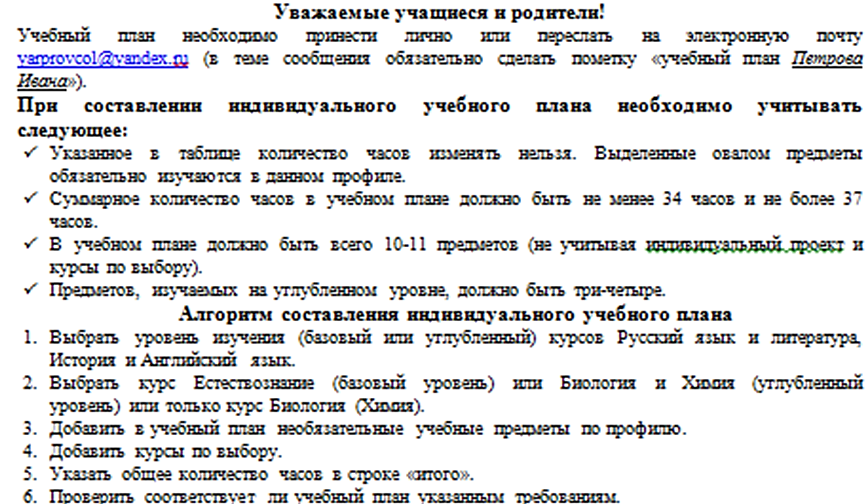 Уважаемые учащиеся и родители!
Учебный план необходимо принести лично или переслать на электронную почту
yarprovcol@yandex.ru (в теме сообщения обязательно сделать пометку «учебный план Петрова
Ивана»).
При составлении индивидуального учебного плана необходимо учитывать
следующее:
✓ Указанное в таблице количество часов изменять нельзя. Выделенные овалом предметы
обязательно изучаются в данном профиле.
✓ Суммарное количество часов в учебном плане должно быть не менее 34 часов и не более 37
часов.
✓ В учебном плане должно быть всего 10-11 предметов (не учитывая индивидуальный проект и
курсы по выбору).
✓ Предметов, изучаемых на углубленном уровне, должно быть три-четыре.
Алгоритм составления индивидуального учебного плана
1. Выбрать уровень изучения (базовый или углубленный) курсов Русский язык и литература,
История и Английский язык.
2. Выбрать курс Естествознание (базовый уровень) или Биология и Химия (углубленный
уровень) или только курс Биология (Химия).
3. Добавить в учебный план необязательные учебные предметы по профилю.
4. Добавить курсы по выбору.
5. Указать общее количество часов в строке «итого».
6. Проверить соответствует ли учебный план указанным требованиям.